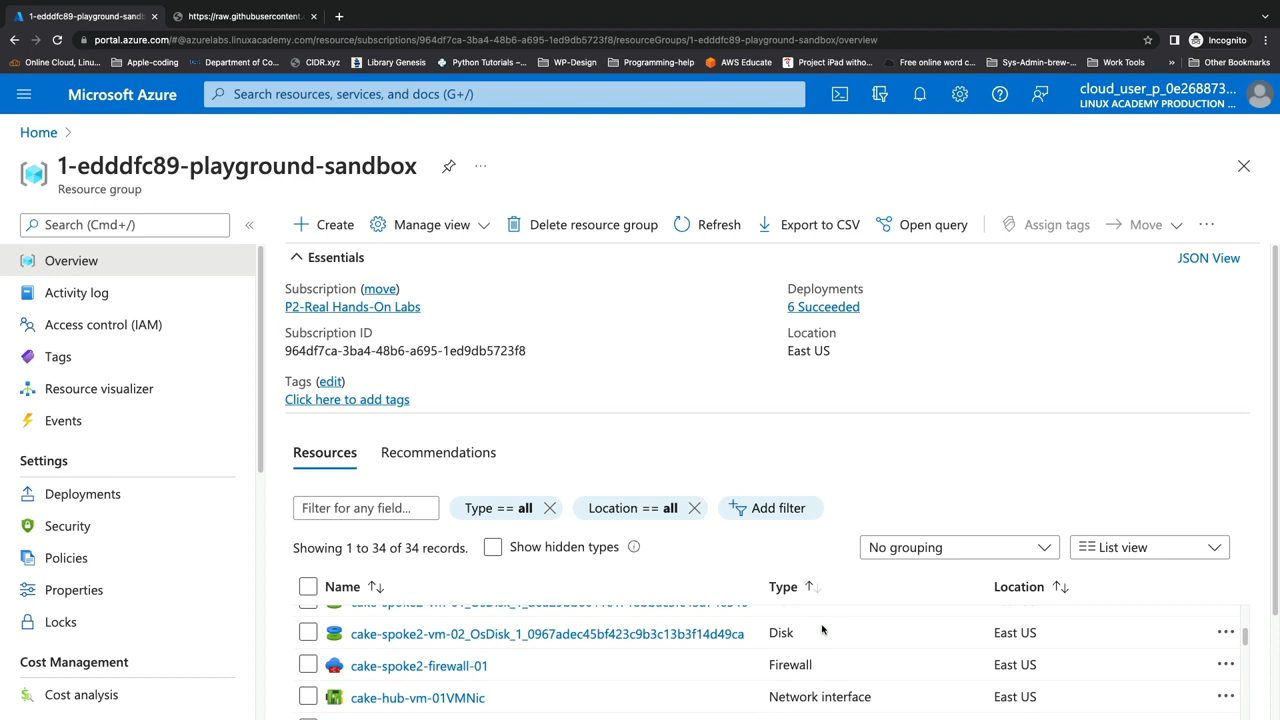 1-edddfc89-playground-sandb
https://raw.githubusercontent.
portal.azure.com/#@azurelabs.linuxacademy.com/resource/subscriptions/964df7ca-3ba4-48b6-a695-1ed9db5723f8/resourceGroups/1-edddfc89-playground-sandbox/overview
Incognito
Online Cloud, Linu...
Apple-coding
Department of Co...
CIDR.xyz
Library Genesis
Python Tutorials –...
WP-Design
Programming-help
AWS Educate
Project iPad witho...
Free online word c...
Sys-Admin-brew-...
Work Tools
»
Other Bookmarks
Microsoft Azure
Search resources, services, and docs (G+/)
cloud_user_p_0e268873...
LINUX ACADEMY PRODUCTION ...
Home
1-edddfc89-playground-sandbox
Resource group
Search (Cmd+/)
«
Create
Manage view
Delete resource group
Refresh
Export to CSV
Open query
Assign tags
Move
Overview
Activity log
Access control (IAM)
Tags
Resource visualizer
Events
Settings
Deployments
Security
Policies
Properties
Locks
Cost Management
Cost analysis
Essentials
JSON View
Subscription (move)
P2-Real Hands-On Labs
Subscription ID
964df7ca-3ba4-48b6-a695-1ed9db5723f8
Deployments
6 Succeeded
Location
East US
Tags (edit)
Click here to add tags
Resources
Recommendations
Filter for any field...
Type == all
Location == all
Add filter
Showing 1 to 34 of 34 records.
Show hidden types
No grouping
List view
Name
Type
Location
cake-spoke2-vm-02_OsDisk_1_0967adec45bf423c9b3c13b3f14d49ca
Disk
East US
cake-spoke2-firewall-01
Firewall
East US
cake-hub-vm-01VMNic
Network interface
East US